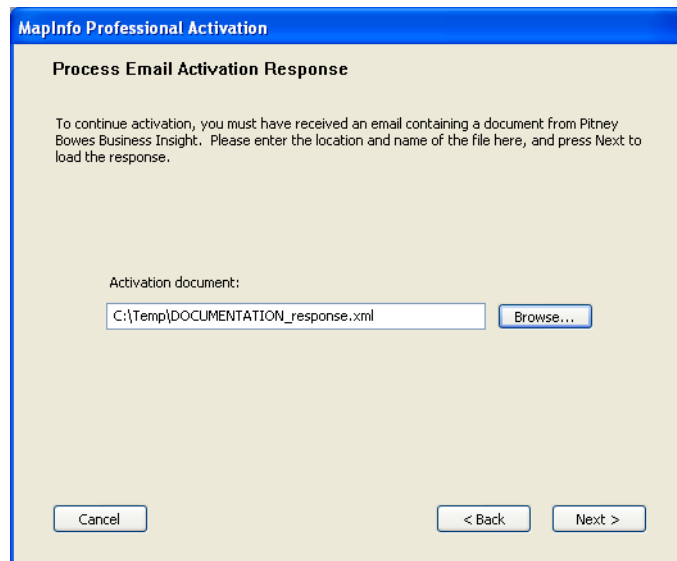 MapInfo Professional Activation
Process Email Activation Response
To continue activation, you must have received an email containing a document from Pitney
Bowes Business Insight.  Please enter the location and name of the file here, and press Next to
load the response.
Activation document:
C:\Temp\DOCUMENTATION_response.xml
Browse...
Cancel
< Back
Next >